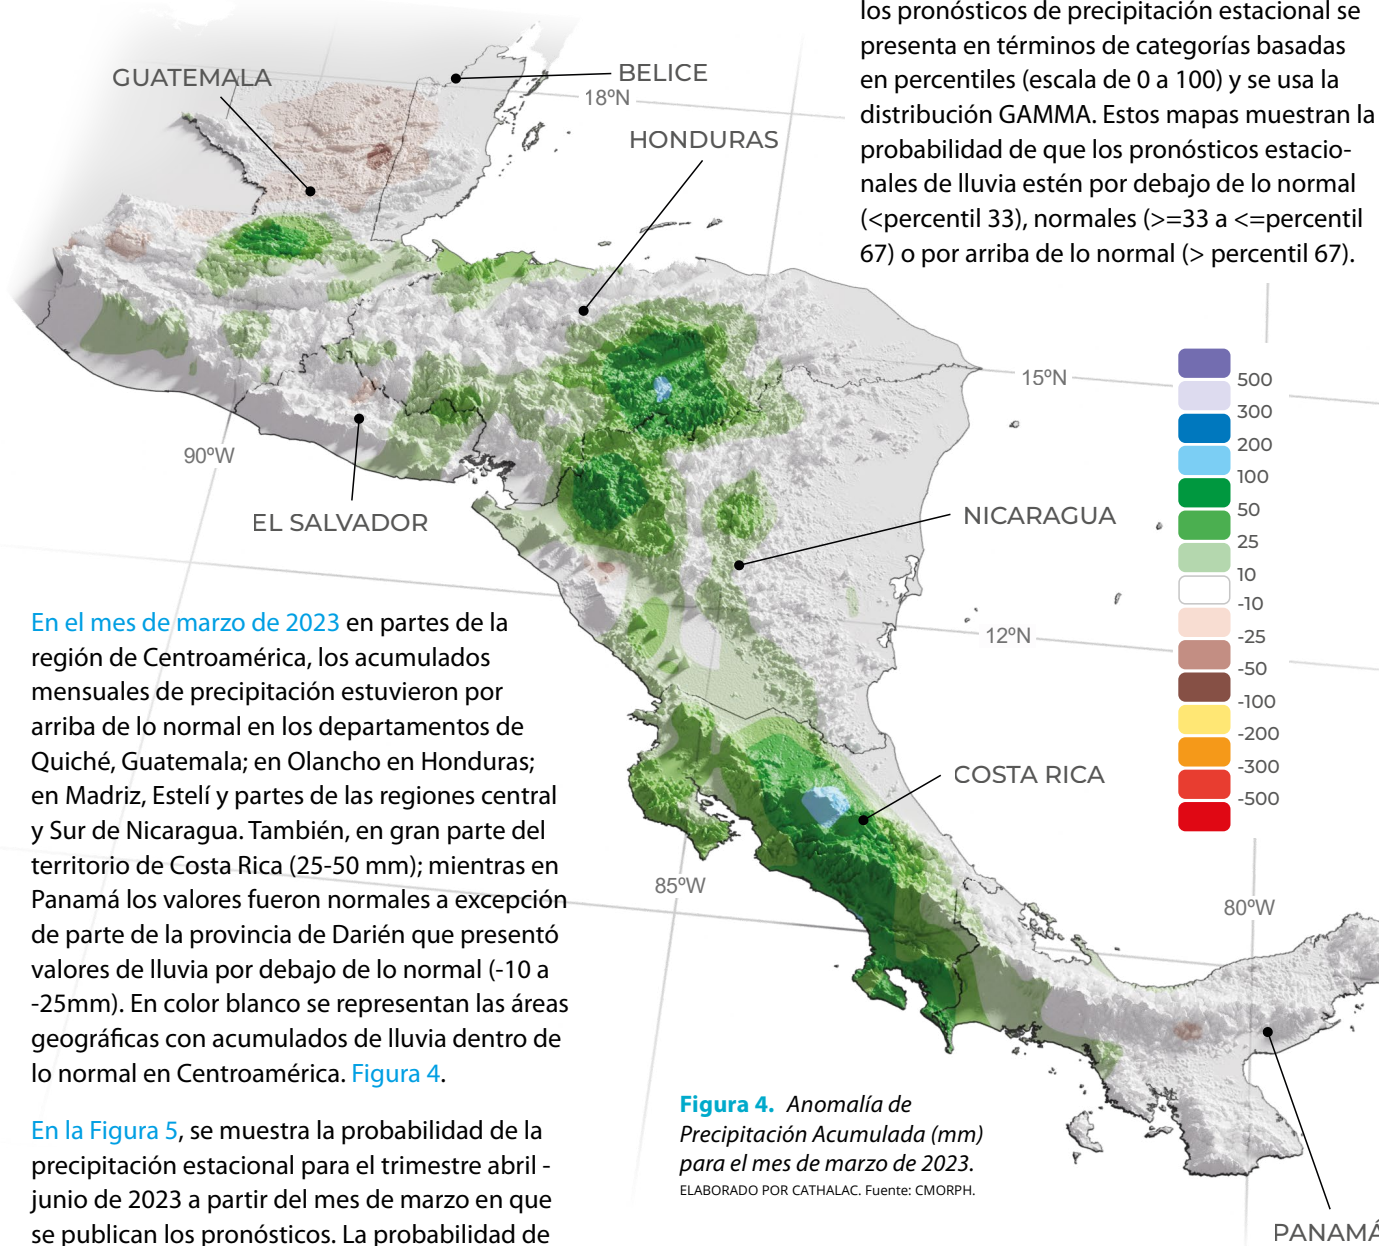 los pronósticos de precipitación estacional se
presenta en términos de categorías basadas
en percentiles (escala de 0 a 100) y se usa la
distribución GAMMA. Estos mapas muestran la
probabilidad de que los pronósticos estacio-
nales de lluvia estén por debajo de lo normal
(<percentil 33), normales (>=33 a <=percentil
67) o por arriba de lo normal (> percentil 67).
GUATEMALA
BELICE
18ºN
HONDURAS
15ºN
90ºW
EL SALVADOR
NICARAGUA
12ºN
COSTA RICA
85ºW
80ºW
PANAMÁ
500
300
200
100
50
25
10
-10
-25
-50
-100
-200
-300
-500
En el mes de marzo de 2023 en partes de la
región de Centroamérica, los acumulados
mensuales de precipitación estuvieron por
arriba de lo normal en los departamentos de
Quiché, Guatemala; en Olancho en Honduras;
en Madriz, Estelí y partes de las regiones central
y Sur de Nicaragua. También, en gran parte del
territorio de Costa Rica (25-50 mm); mientras en
Panamá los valores fueron normales a excepción
de parte de la provincia de Darién que presentó
valores de lluvia por debajo de lo normal (-10 a
-25mm). En color blanco se representan las áreas
geográficas con acumulados de lluvia dentro de
lo normal en Centroamérica. Figura 4.
En la Figura 5, se muestra la probabilidad de la
precipitación estacional para el trimestre abril -
junio de 2023 a partir del mes de marzo en que
se publican los pronósticos. La probabilidad de
Figura 4. Anomalía de
Precipitación Acumulada (mm)
para el mes de marzo de 2023.
ELABORADO POR CATHALAC. Fuente: CMORPH.